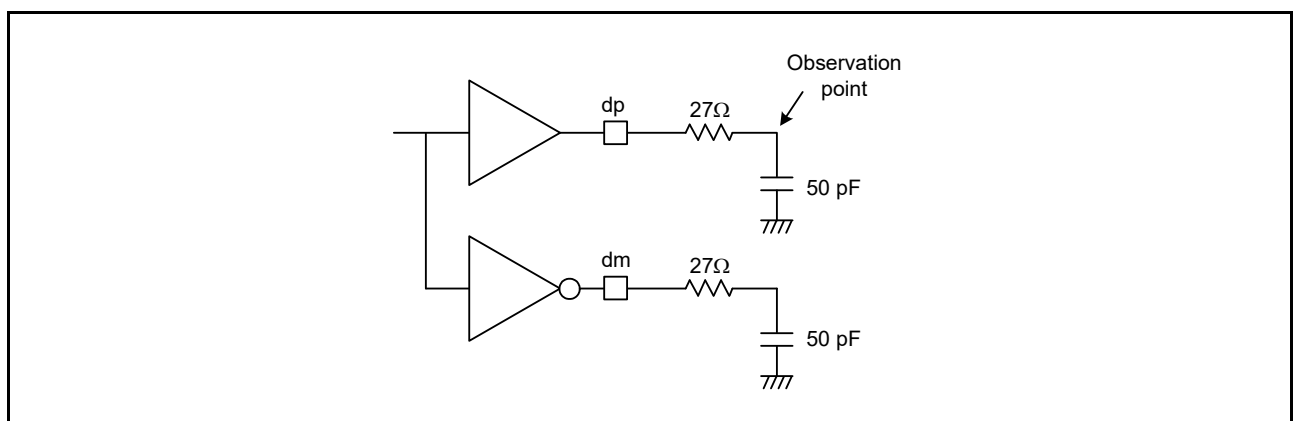 Observation
point
dp
27Ω
50 pF
dm
27Ω
50 pF